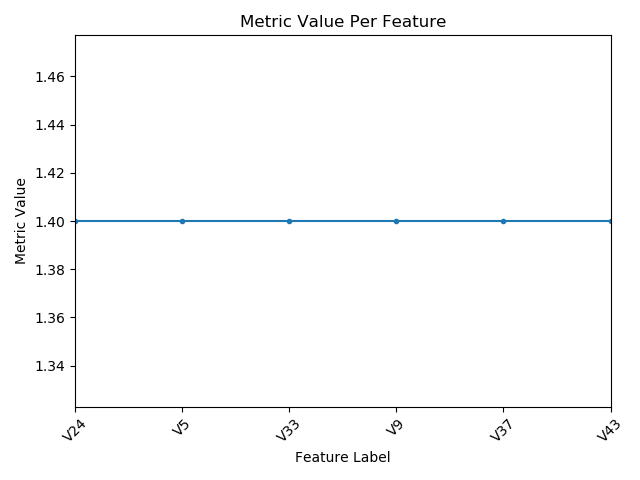 Metric Value Per Feature
1.46
1.44
1.42
1.40
1.38
1.36
1.34
Metric Value
V24
V5
V33
V9
V37
V43
Feature Label